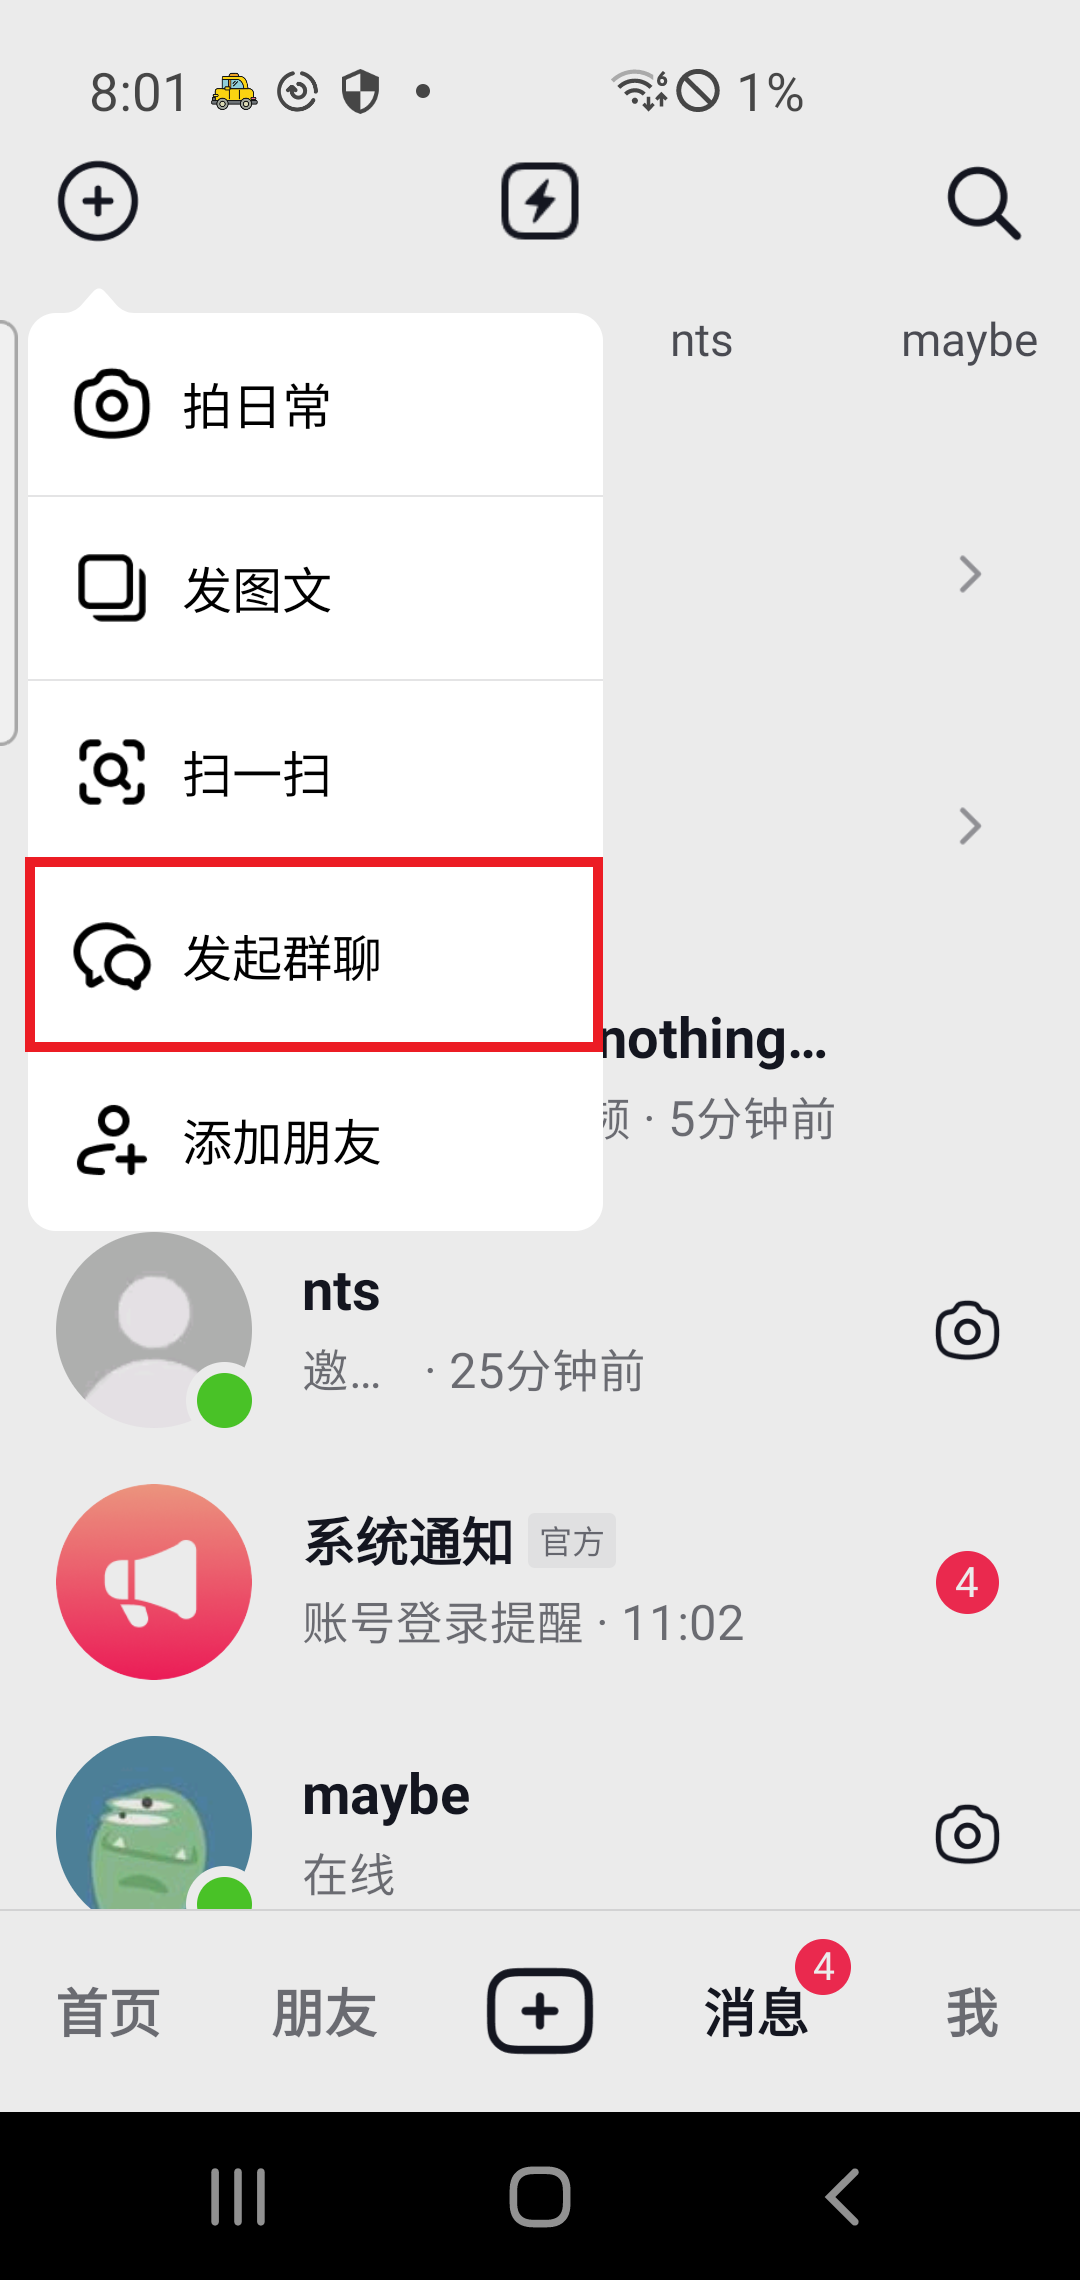 8:01
6
1%
nts
maybe
拍日常
发图文
扫一扫
发起群聊
添加朋友
nothing...
频 · 5分钟前
nts
邀... · 25分钟前
系统通知 官方
账号登录提醒 · 11:02
4
maybe
在线
首页
朋友
消息
4
我